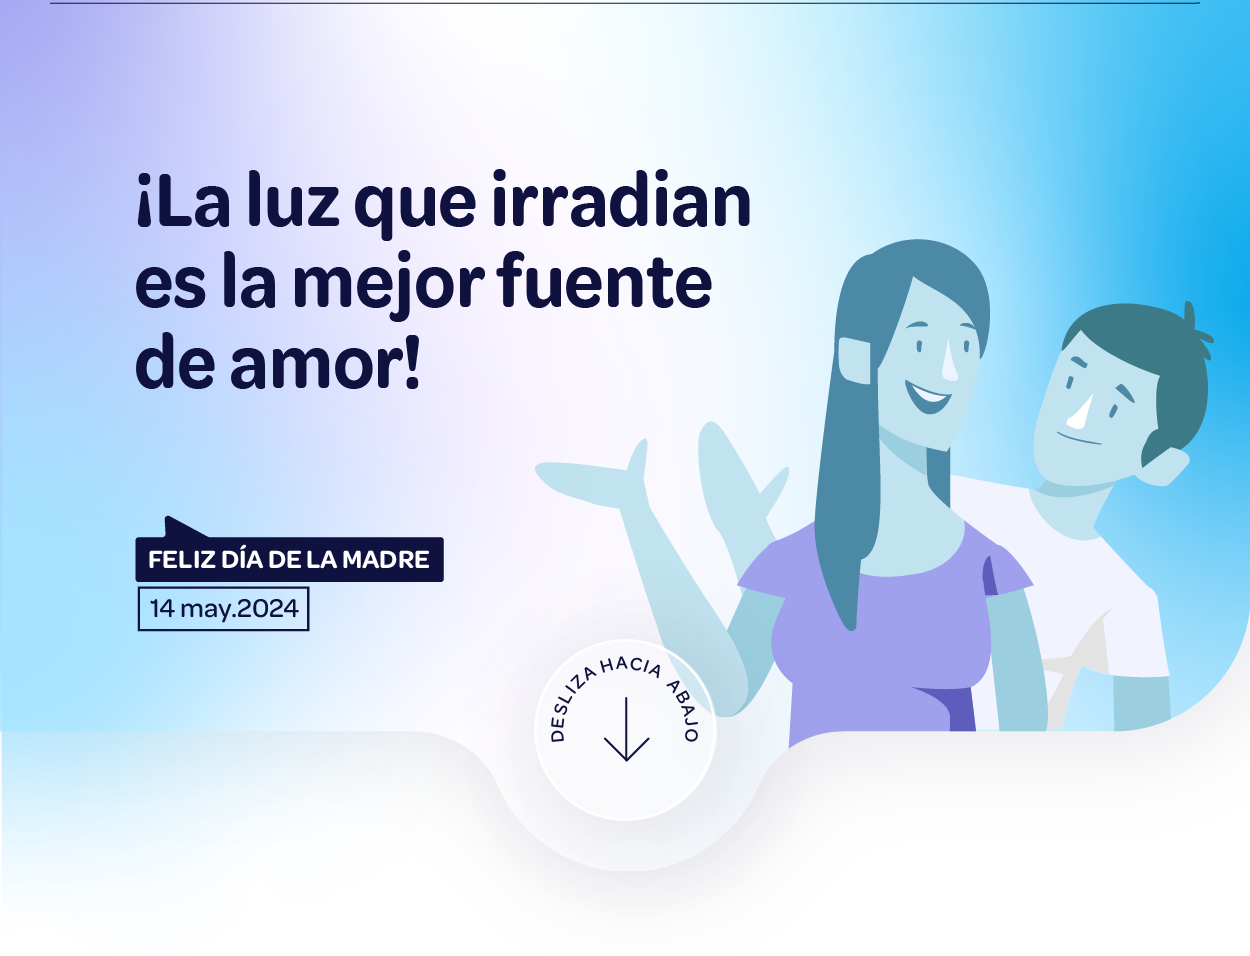 ¡La luz que irradian
es la mejor fuente
de amor!
FELIZ DÍA DE LA MADRE
14 may.2024
DESLIZA HACIA ABAJO